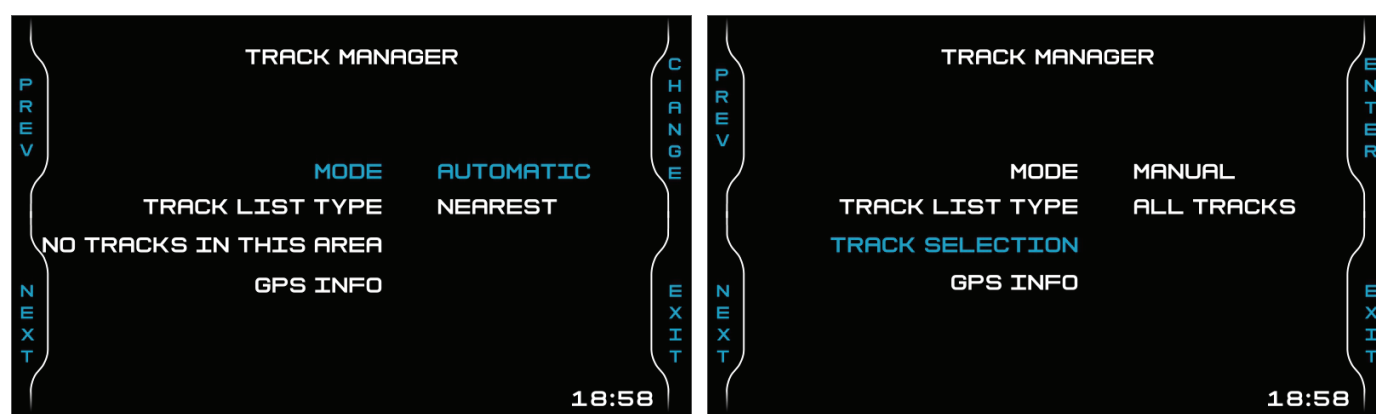 TRACK MANAGER
PREV
CHANGE
MODE AUTOMATIC
TRACK LIST TYPE NEAREST
NO TRACKS IN THIS AREA
GPS INFO
NEXT
EXIT
18:58
TRACK MANAGER
PREV
ENTER
MODE MANUAL
TRACK LIST TYPE ALL TRACKS
TRACK SELECTION
GPS INFO
NEXT
EXIT
18:58